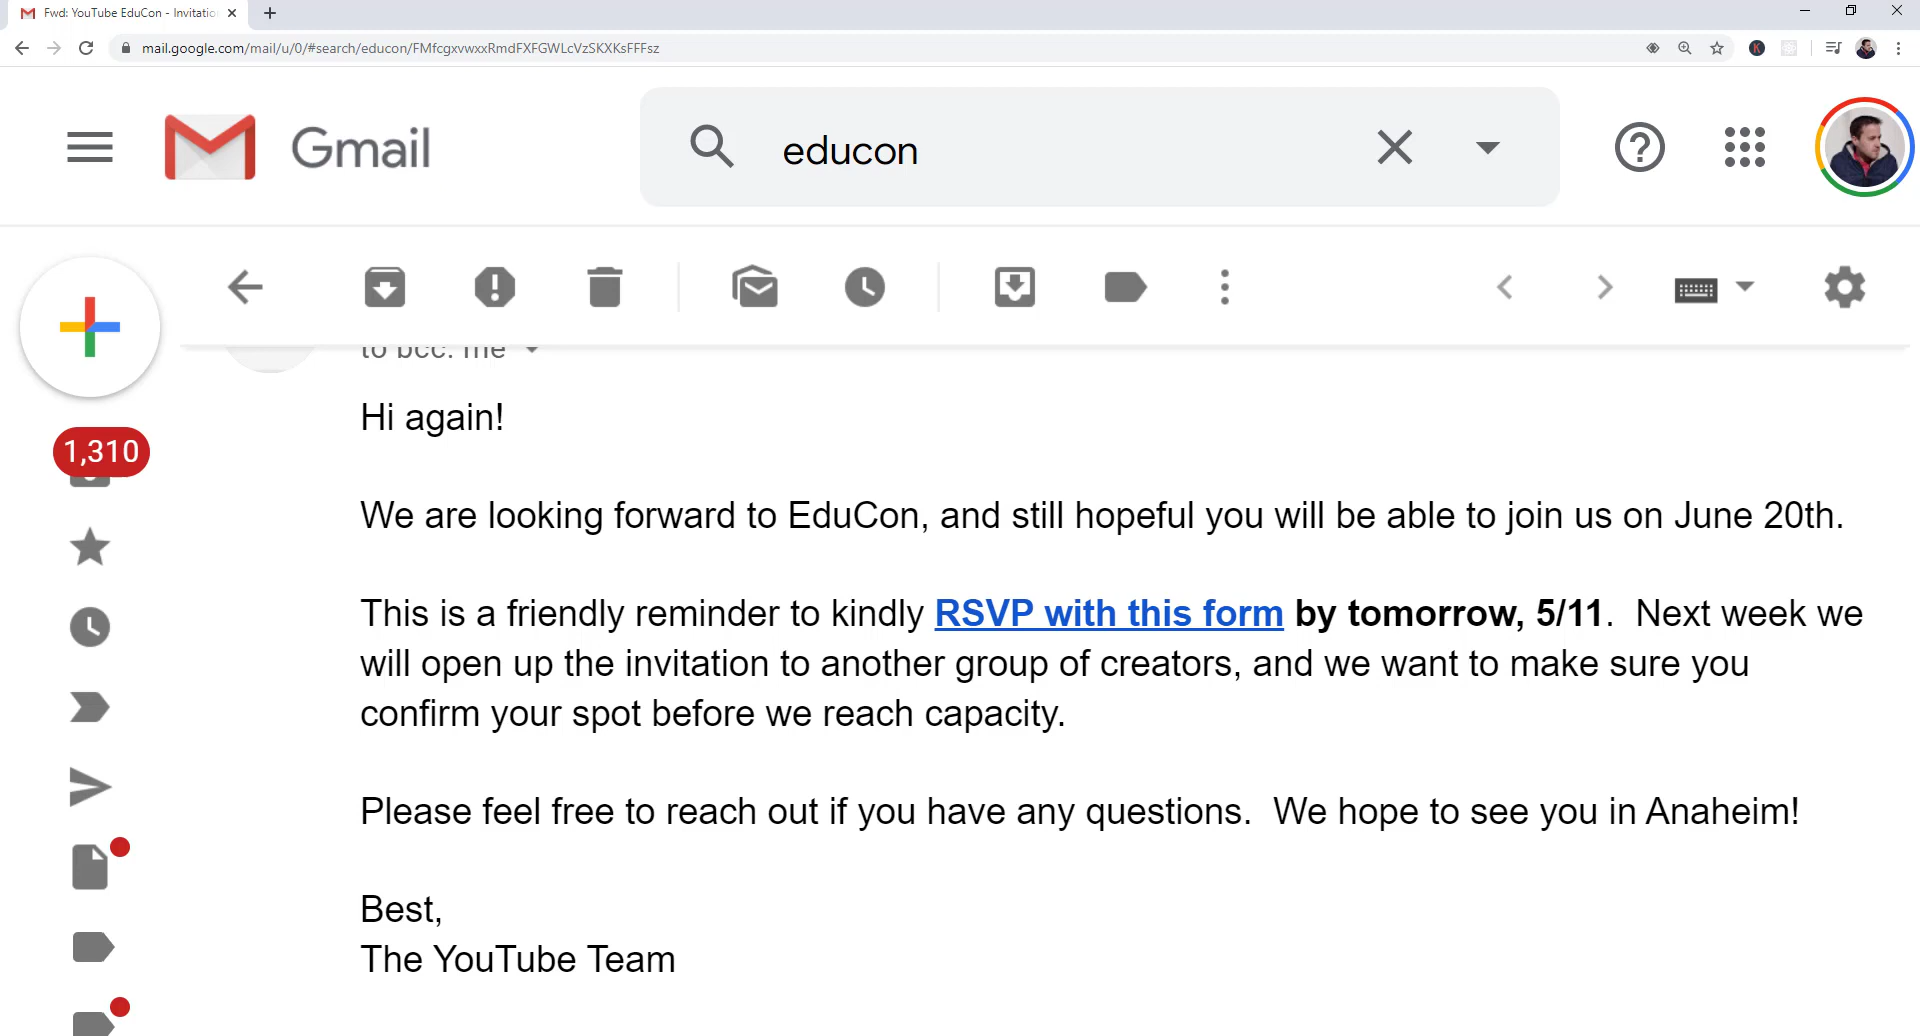 Fwd: YouTube EduCon - Invitatio
mail.google.com/mail/u/0/#search/educon/FMfcgxvwxxRmdFXFGWLcVzSKXKsFFFsz
Gmail
educon
to bcc: me
1,310
Hi again!
We are looking forward to EduCon, and still hopeful you will be able to join us on June 20th.
This is a friendly reminder to kindly RSVP with this form by tomorrow, 5/11. Next week we
will open up the invitation to another group of creators, and we want to make sure you
confirm your spot before we reach capacity.
Please feel free to reach out if you have any questions. We hope to see you in Anaheim!
Best,
The YouTube Team